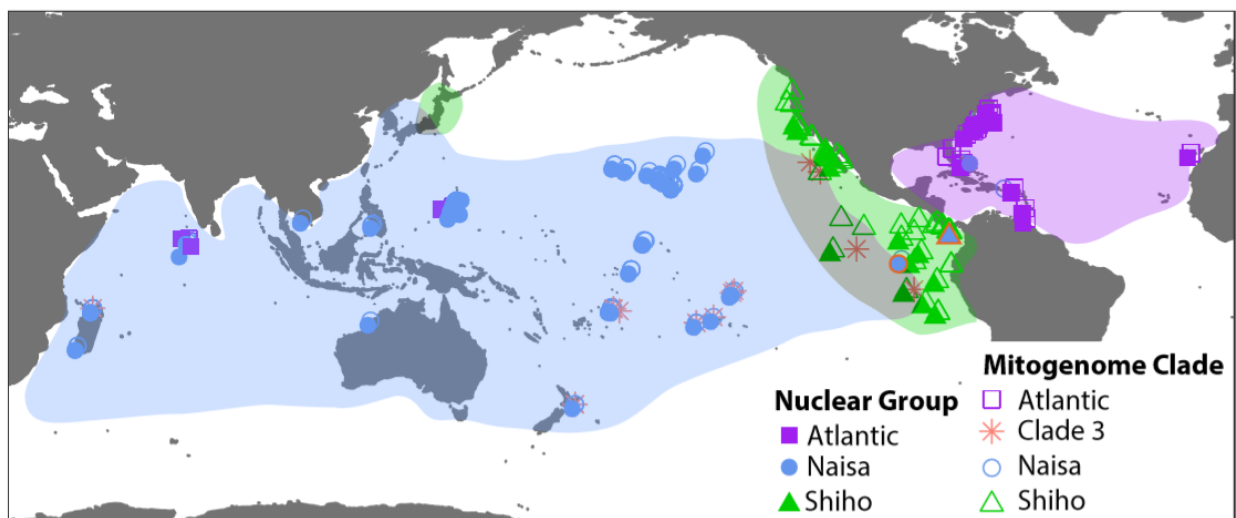 Nuclear Group
Atlantic
Naisa
Shiho
Mitogenome Clade
Atlantic
Clade 3
Naisa
Shiho